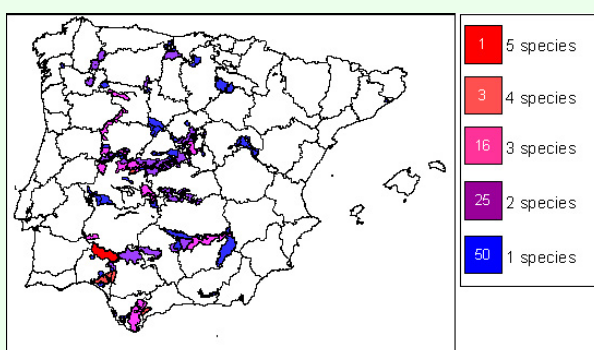 1 5 species
3 4 species
16 3 species
25 2 species
50 1 species